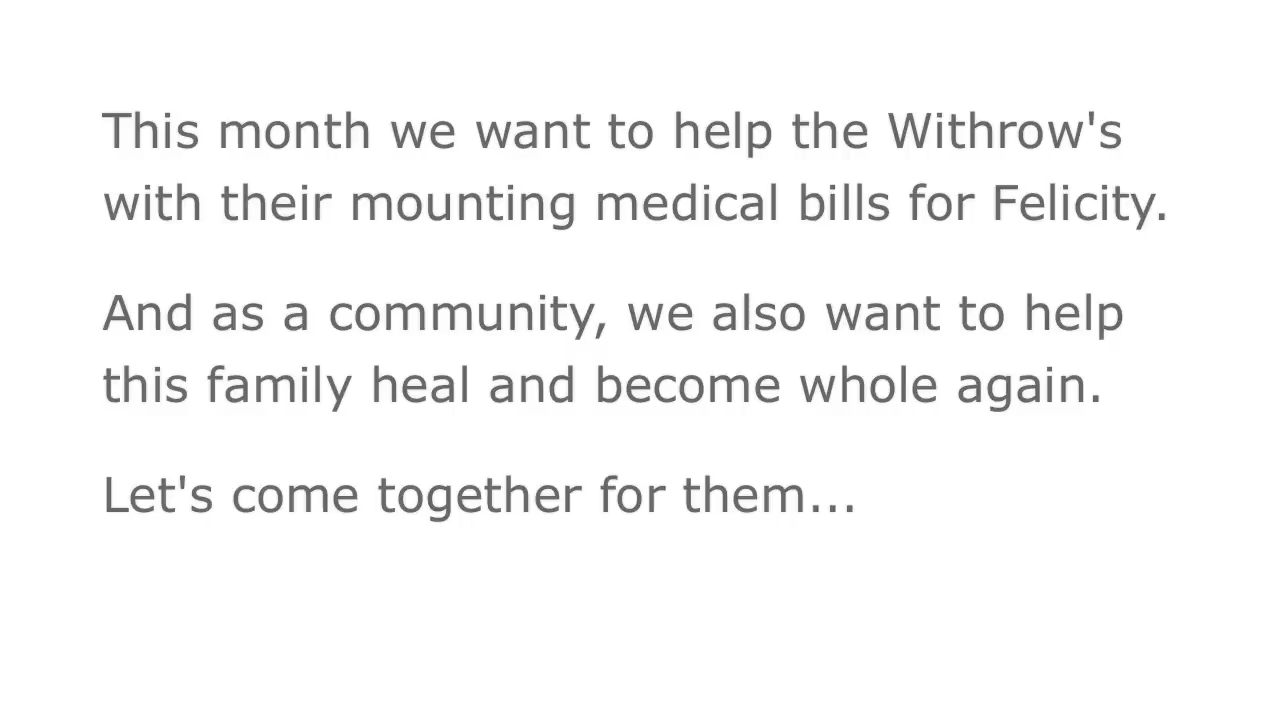 This month we want to help the Withrow's
with their mounting medical bills for Felicity.
And as a community, we also want to help
this family heal and become whole again.
Let's come together for them...